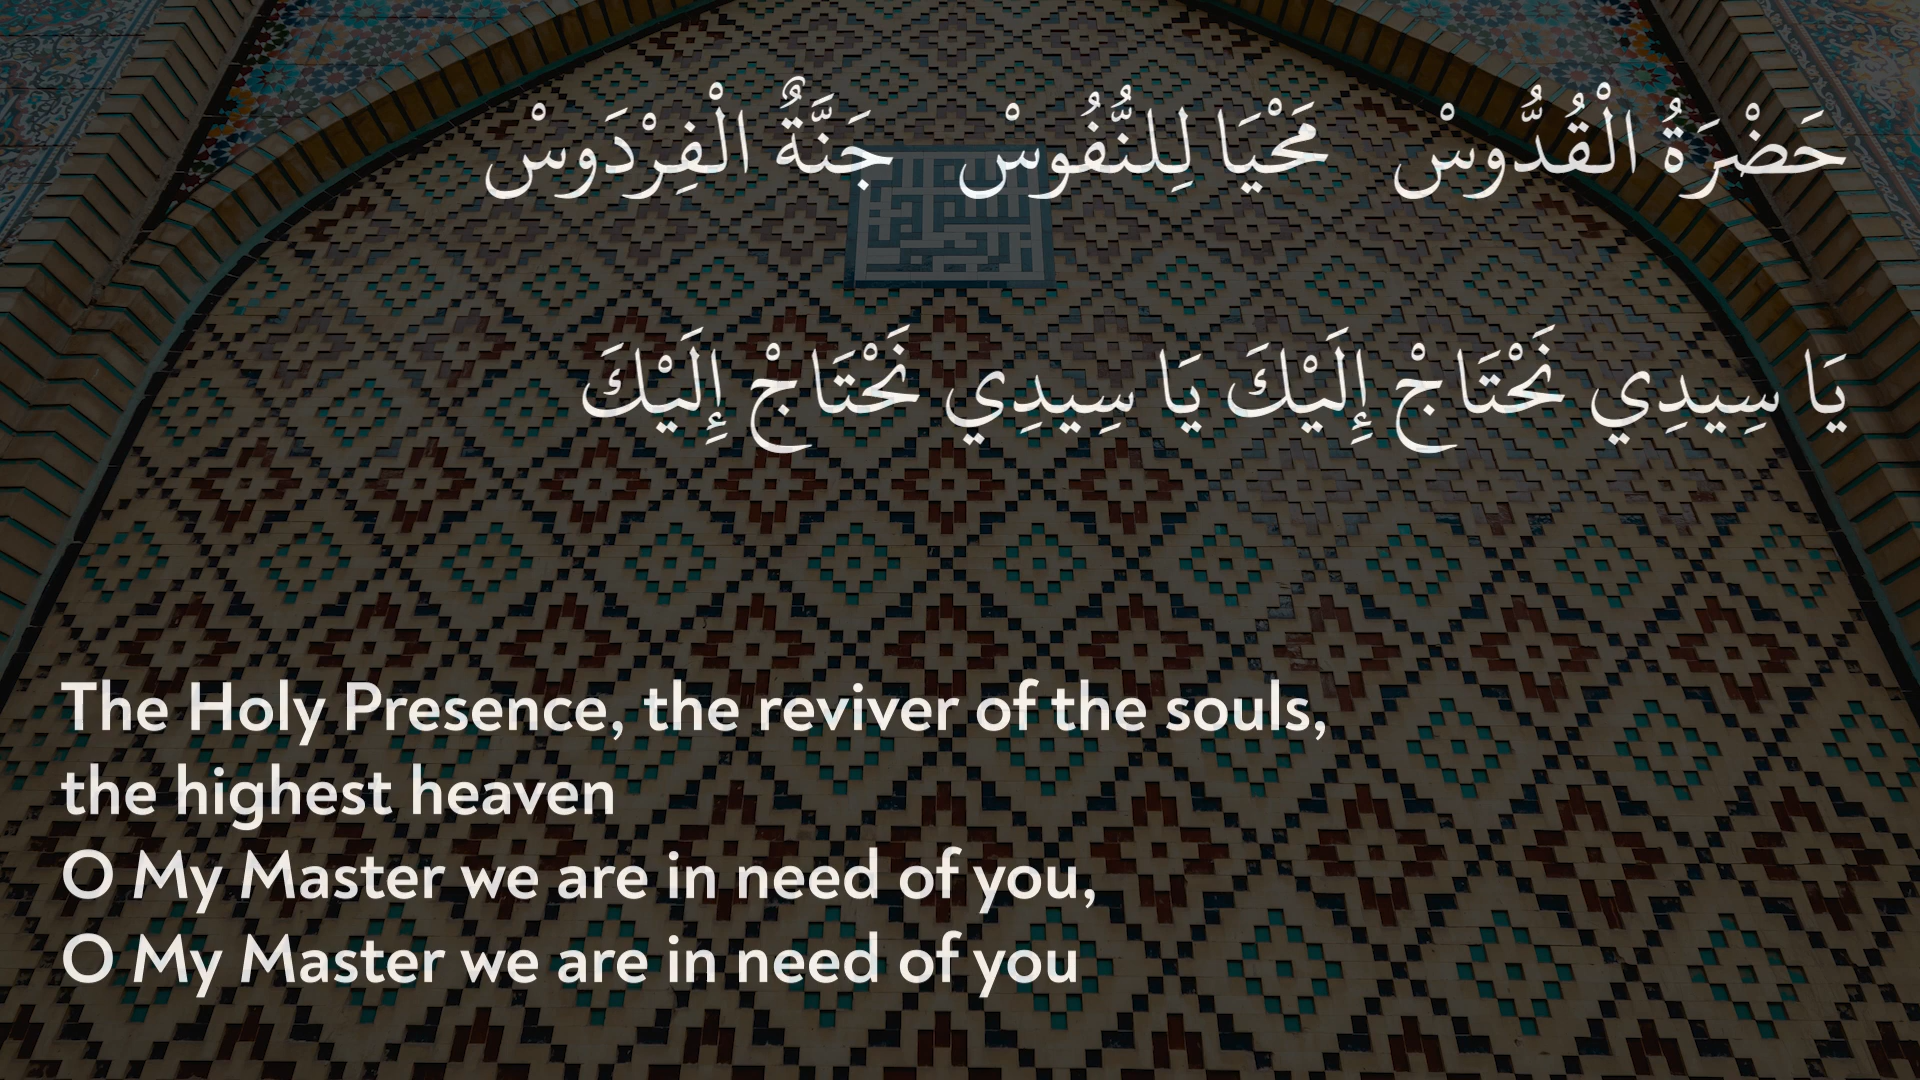 حَضْرَةُ الْقُدُّوسْ مَحْيَا لِلنُّفُوسْ جَنَّةٌ الْفِرْدَوسْ
يَا سِيدِي نَحْتَاجْ إِلَيْكَ يَا سِيدِي نَحْتَاجْ إِلَيْكَ
The Holy Presence, the reviver of the souls,
the highest heaven
O My Master we are in need of you,
O My Master we are in need of you